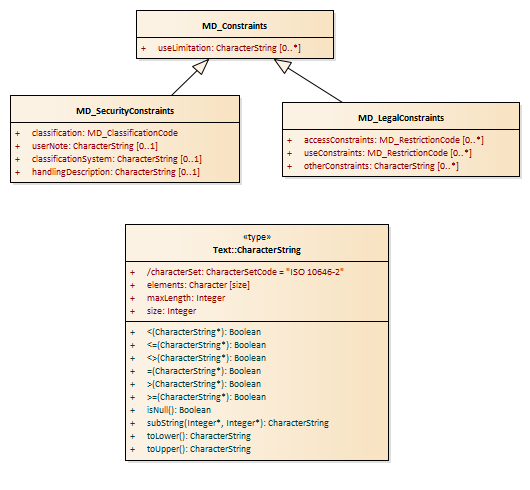 MD_Constraints
+ useLimitation: CharacterString [0..*]
MD_SecurityConstraints
+ classification: MD_ClassificationCode
+ userNote: CharacterString [0..1]
+ classificationSystem: CharacterString [0..1]
+ handlingDescription: CharacterString [0..1]
MD_LegalConstraints
+ accessConstraints: MD_RestrictionCode [0..*]
+ useConstraints: MD_RestrictionCode [0..*]
+ otherConstraints: CharacterString [0..*]
«type»
Text::CharacterString
+ /characterSet: CharacterSetCode = "ISO 10646-2"
+ elements: Character [size]
+ maxLength: Integer
+ size: Integer
+ <(CharacterString*): Boolean
+ <=(CharacterString*): Boolean
+ <>(CharacterString*): Boolean
+ =(CharacterString*): Boolean
+ >(CharacterString*): Boolean
+ >=(CharacterString*): Boolean
+ isNull(): Boolean
+ subString(Integer*, Integer*): CharacterString
+ toLower(): CharacterString
+ toUpper(): CharacterString